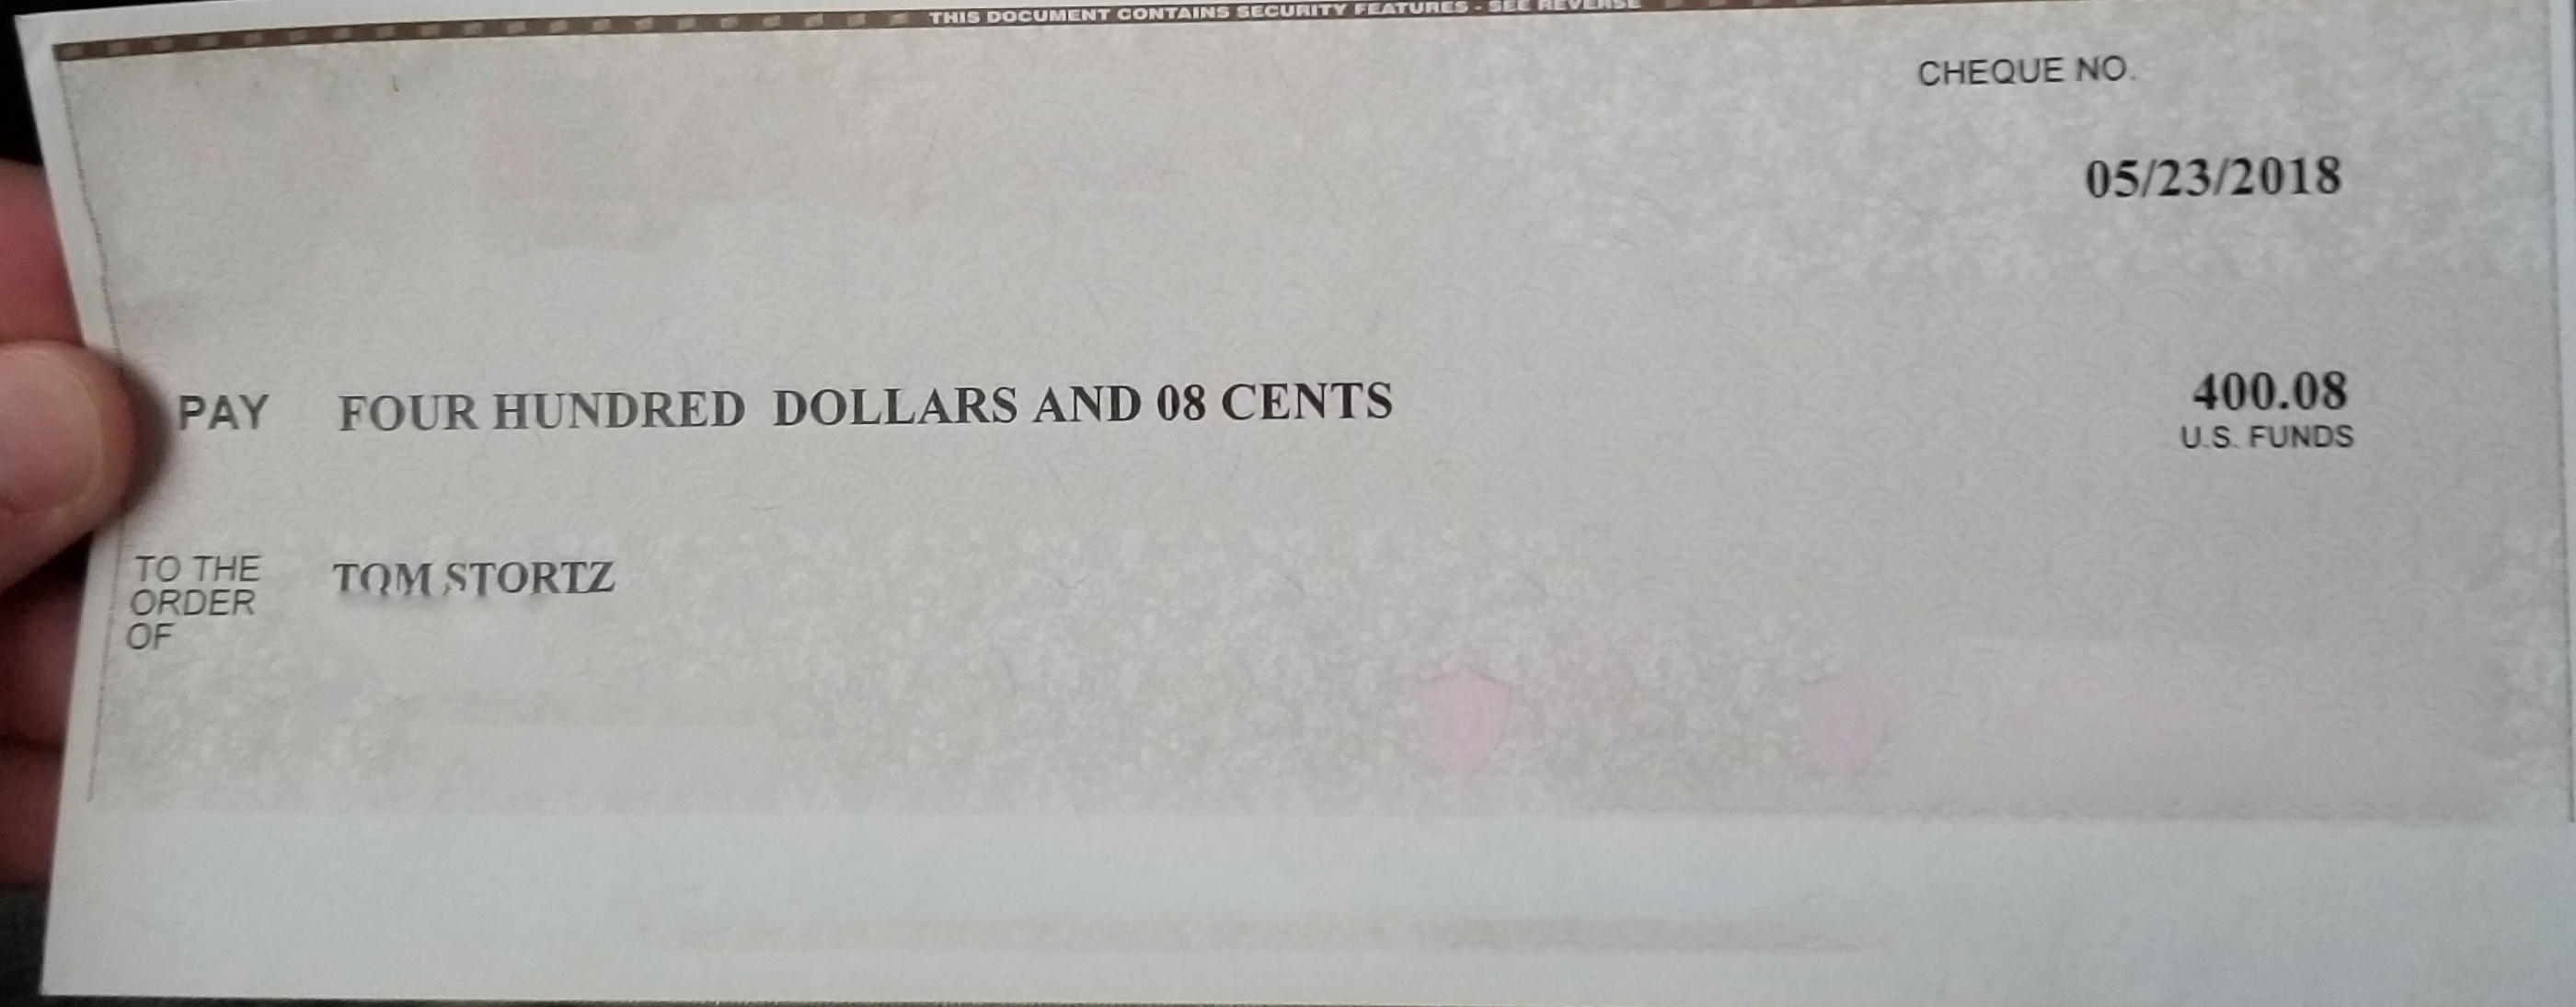 THIS DOCUMENT CONTAINS SECURITY FEATURES - SEE REVERSE
CHEQUE NO.
05/23/2018
PAY FOUR HUNDRED DOLLARS AND 08 CENTS 400.08
U.S. FUNDS
TO THE
ORDER
OF
TOM STORTZ